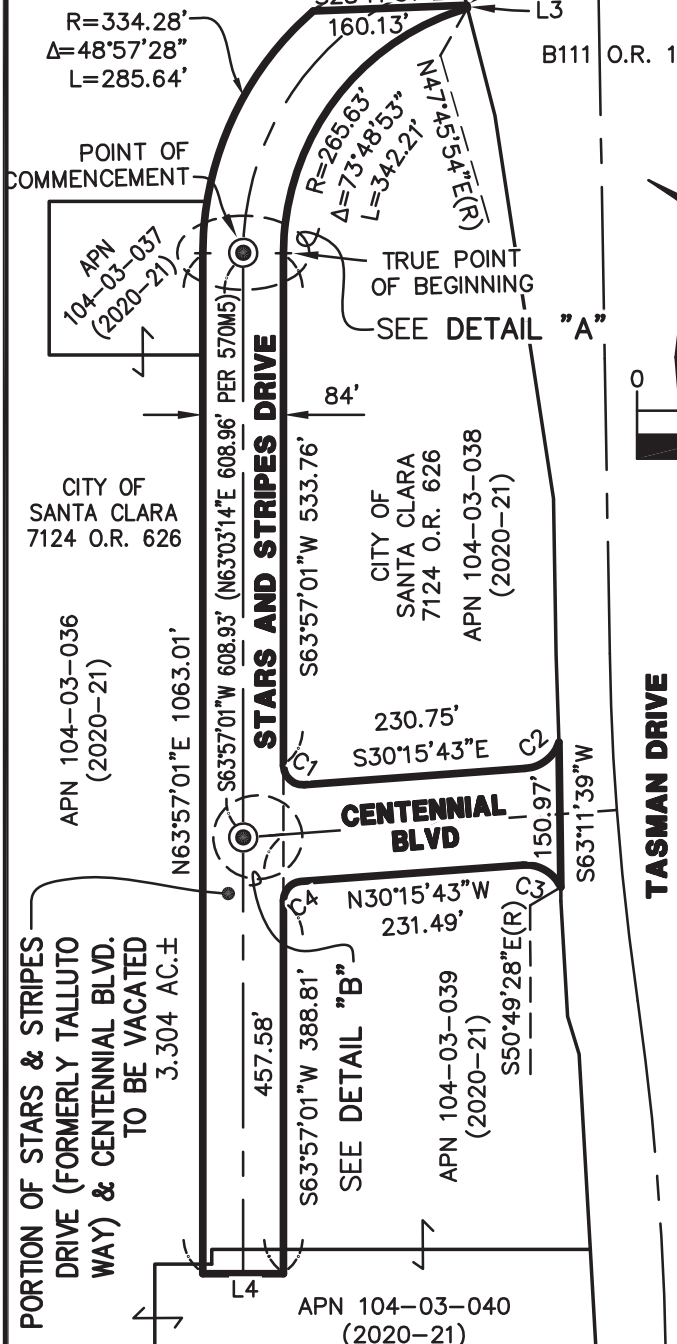 160.13'
L3
R=334.28'
Δ=48°57'28"
L=285.64'
B111 O.R. 1
N47°45'54"E(R)
R=265.63'
Δ=73°48'53"
L=342.21'
POINT OF
COMMENCEMENT
APN
104-03-037
(2020-21)
TRUE POINT
OF BEGINNING
SEE DETAIL "A"
84'
0
CITY OF
SANTA CLARA
7124 O.R. 626
S63°57'01"W 608.93' (N63°03'14"E 608.96' PER 570M5)
STARS AND STRIPES DRIVE
S63°57'01"W 533.76'
CITY OF
SANTA CLARA
7124 O.R. 626
APN 104-03-038
(2020-21)
APN 104-03-036
(2020-21)
N63°57'01"E 1063.01'
230.75'
S30°15'43"E
C1
C2
CENTENNIAL
BLVD
150.97'
S63°11'39"W
TASMAN DRIVE
C4
C3
N30°15'43"W
231.49'
S50°49'28"E(R)
PORTION OF STARS & STRIPES
DRIVE (FORMERLY TALLUTO
WAY) & CENTENNIAL BLVD.
TO BE VACATED
3.304 AC.±
457.58'
S63°57'01"W 388.81'
SEE DETAIL "B"
APN 104-03-039
(2020-21)
L4
APN 104-03-040
(2020-21)